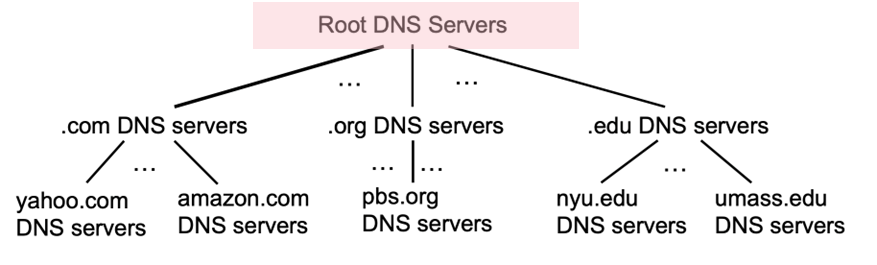 Root DNS Servers
... ...
.com DNS servers .org DNS servers .edu DNS servers
... ... ... ...
yahoo.com amazon.com pbs.org nyu.edu umass.edu
DNS servers DNS servers DNS servers DNS servers DNS servers